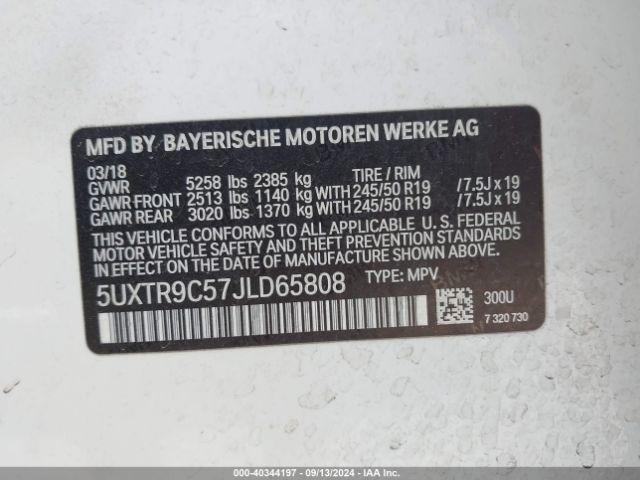 MFD BY BAYERISCHE MOTOREN WERKE AG
03/18 TIRE / RIM
GVWR 5258 lbs 2385 kg
GAWR FRONT 2513 lbs 1140 kg WITH 245/50 R19 / 7.5J x 19
GAWR REAR 3020 lbs 1370 kg WITH 245/50 R19 / 7.5J x 19
THIS VEHICLE CONFORMS TO ALL APPLICABLE U. S. FEDERAL
MOTOR VEHICLE SAFETY AND THEFT PREVENTION STANDARDS
IN EFFECT ON THE DATE OF MANUFACTURE SHOWN ABOVE.
5UXTR9C57JLD65808 TYPE: MPV
300U
7 320 730
000-40344197 - 09/13/2024 - IAA Inc.